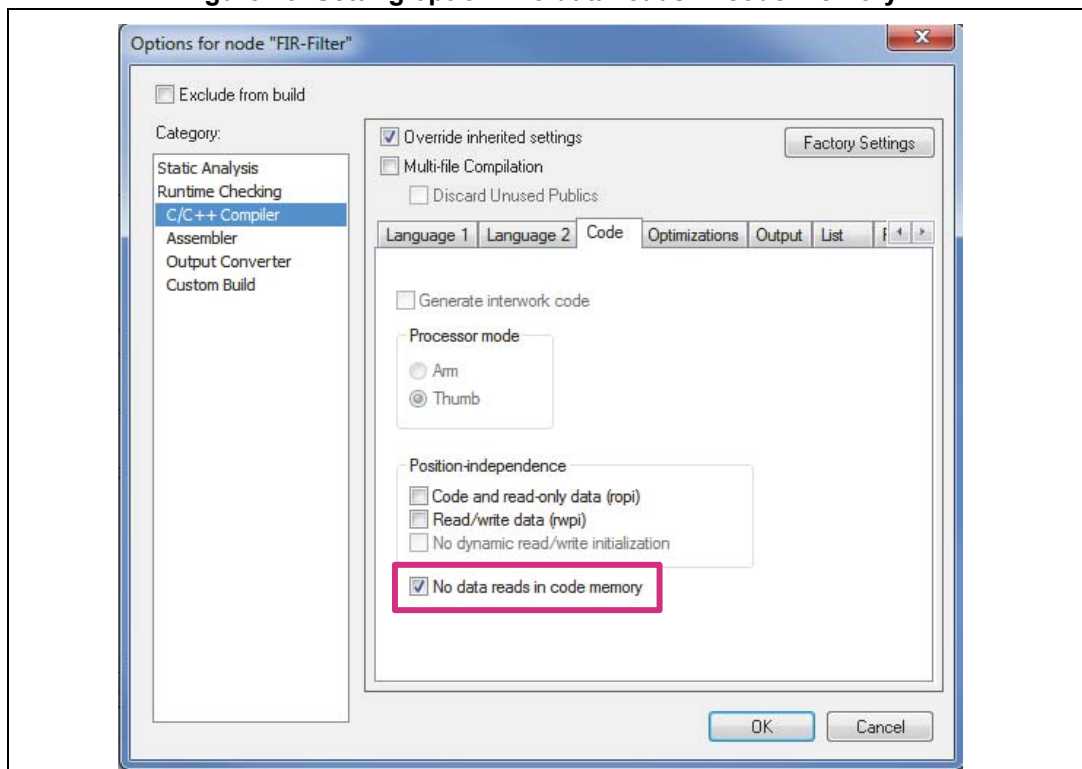 Options for node "FIR-Filter"
Exclude from build
Category:
Static Analysis
Runtime Checking
C/C++ Compiler
Assembler
Output Converter
Custom Build
Override inherited settings
Factory Settings
Multi-file Compilation
Discard Unused Publics
Language 1 Language 2 Code Optimizations Output List
Generate interwork code
Processor mode
Arm
Thumb
Position-independence
Code and read-only data (ropi)
Read/write data (rwpi)
No dynamic read/write initialization
No data reads in code memory
OK Cancel